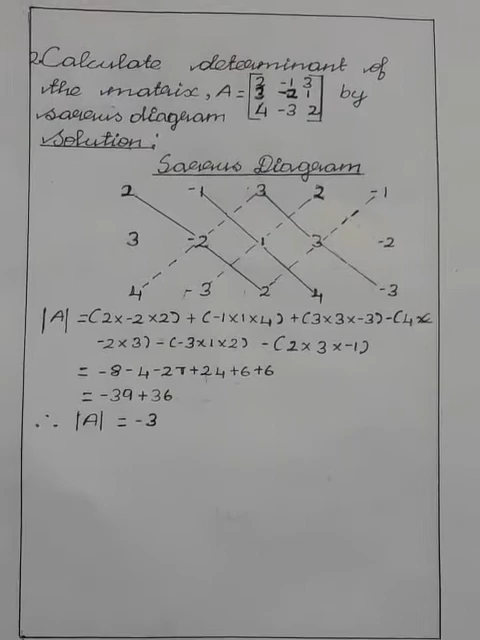 2. Calculate determinant of
the matrix, A = [2 -1 3
3 -2 1
4 -3 2] by
sarrus diagram
Solution:
Sarrus Diagram
2 -1 3 2 -1
3 -2 1 3 -2
4 -3 2 4 -3
|A| = (2×-2×2) + (-1×1×4) + (3×3×-3) - (4×
-2×3) - (-3×1×2) - (2×3×-1)
= -8 - 4 - 27 + 24 + 6 + 6
= -39 + 36
∴ |A| = -3